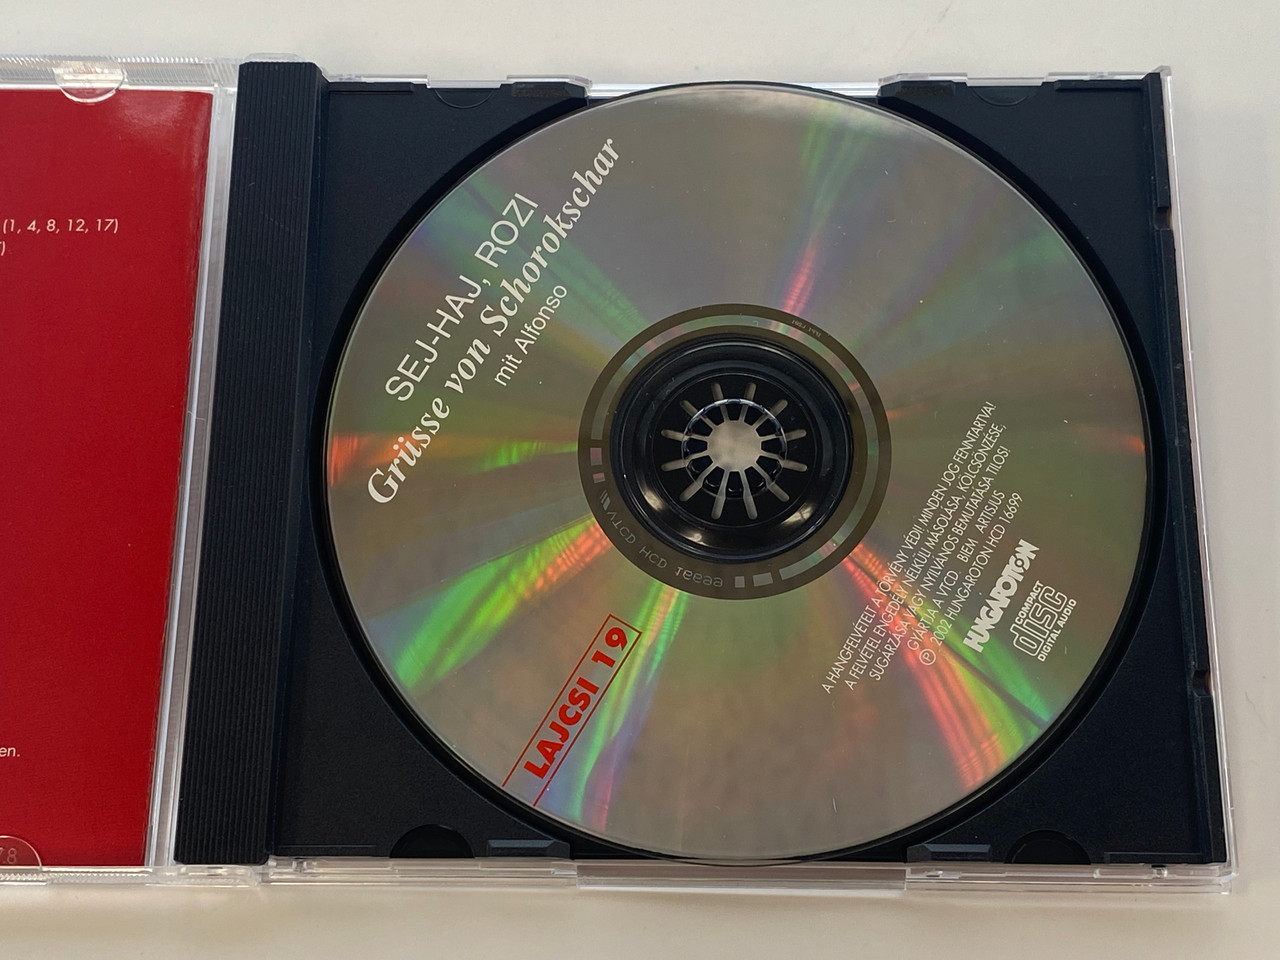 (1, 4, 8, 12, 17)
)
en.
SEJ-HAJ, ROZI
Grüsse von Schorokschar
mit Alfonso
LAJCSI 19
VTCD HCD 16699
A HANGFELVÉTELT A TÖRVÉNY VÉDI! MINDEN JOG FENNTARTVA!
A FELVÉTEL ENGEDÉLY NÉLKÜLI MÁSOLÁSA, KÖLCSÖNZÉSE,
SUGÁRZÁSA VAGY NYILVÁNOS BEMUTATÁSA TILOS!
GYÁRTJA A VTCD BIEM ARTISJUS
℗ 2002 HUNGAROTON HCD 16699
HUNGAROTON
COMPACT
disc
DIGITAL AUDIO